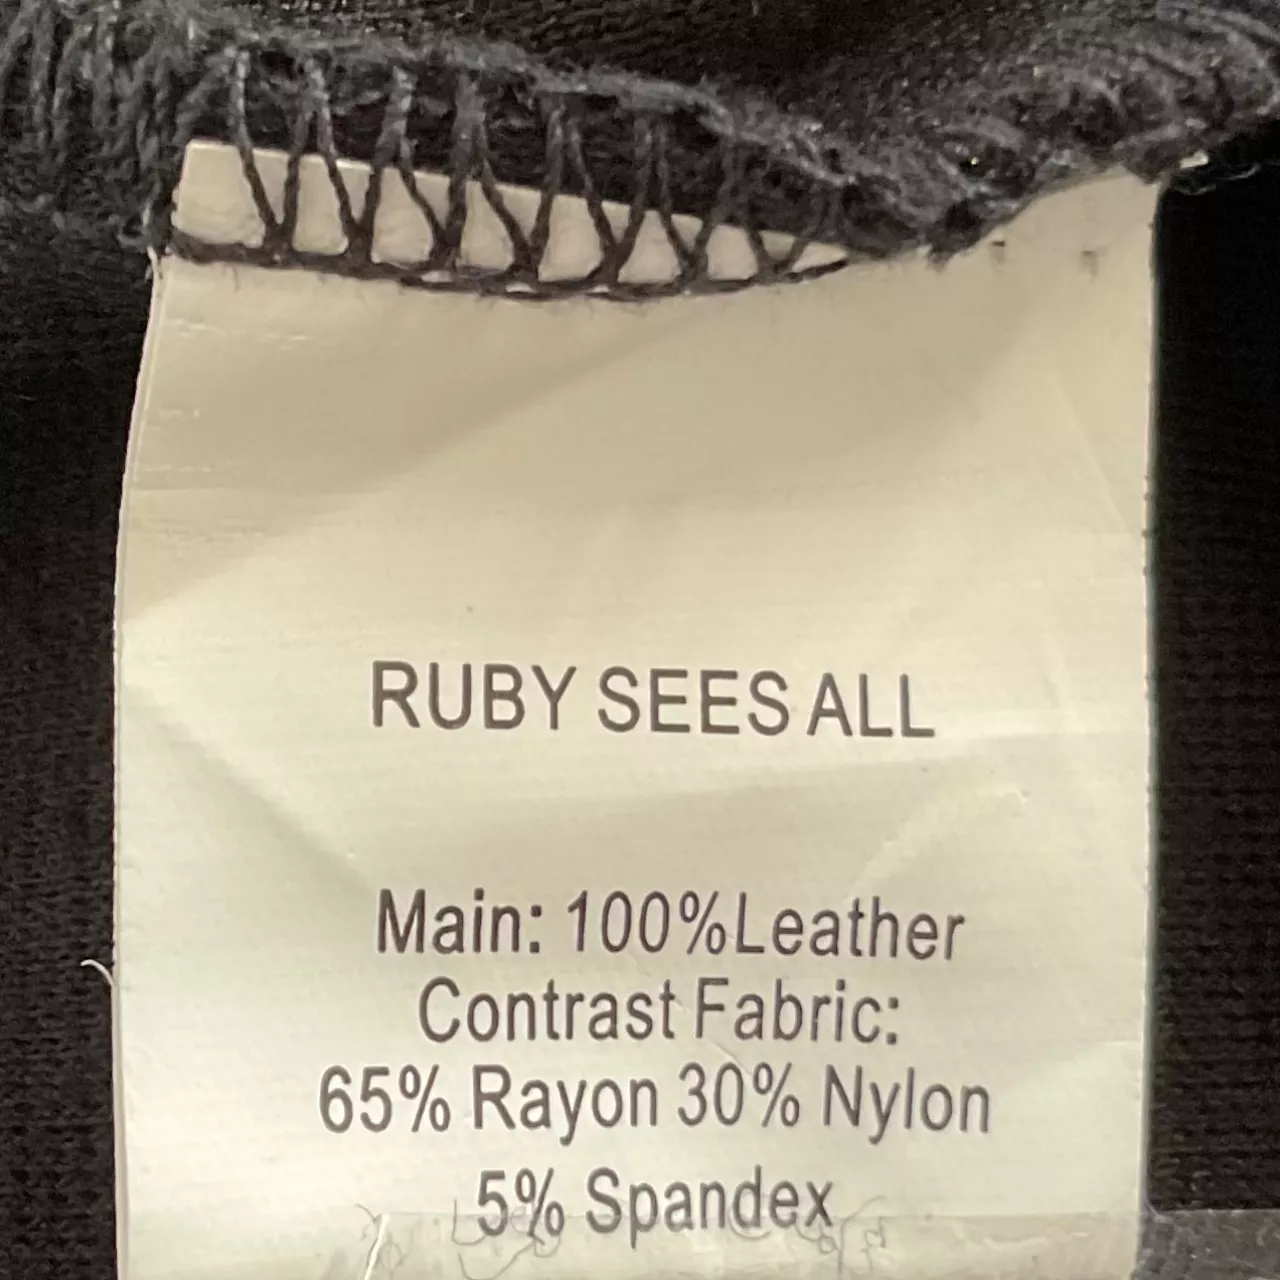 RUBY SEES ALL
Main: 100%Leather
Contrast Fabric:
65% Rayon 30% Nylon
5% Spandex